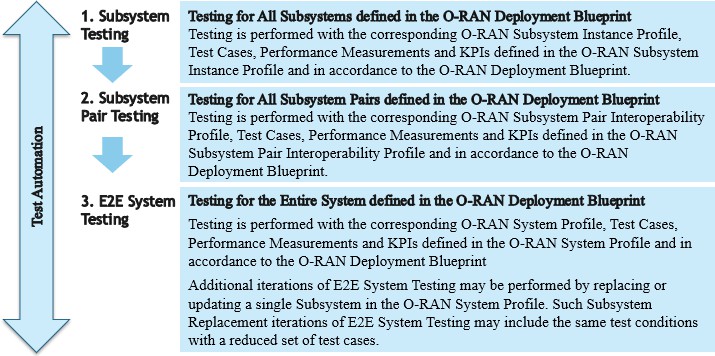 Test Automation
1. Subsystem
Testing
Testing for All Subsystems defined in the O-RAN Deployment Blueprint
Testing is performed with the corresponding O-RAN Subsystem Instance Profile,
Test Cases, Performance Measurements and KPIs defined in the O-RAN Subsystem
Instance Profile and in accordance to the O-RAN Deployment Blueprint.
2. Subsystem
Pair Testing
Testing for All Subsystem Pairs defined in the O-RAN Deployment Blueprint
Testing is performed with the corresponding O-RAN Subsystem Pair Interoperability
Profile, Test Cases, Performance Measurements and KPIs defined in the O-RAN
Subsystem Pair Interoperability Profile and in accordance to the O-RAN
Deployment Blueprint.
3. E2E System
Testing
Testing for the Entire System defined in the O-RAN Deployment Blueprint
Testing is performed with the corresponding O-RAN System Profile, Test Cases,
Performance Measurements and KPIs defined in the O-RAN System Profile and in
accordance to the O-RAN Deployment Blueprint
Additional iterations of E2E System Testing may be performed by replacing or
updating a single Subsystem in the O-RAN System Profile. Such Subsystem
Replacement iterations of E2E System Testing may include the same test conditions
with a reduced set of test cases.